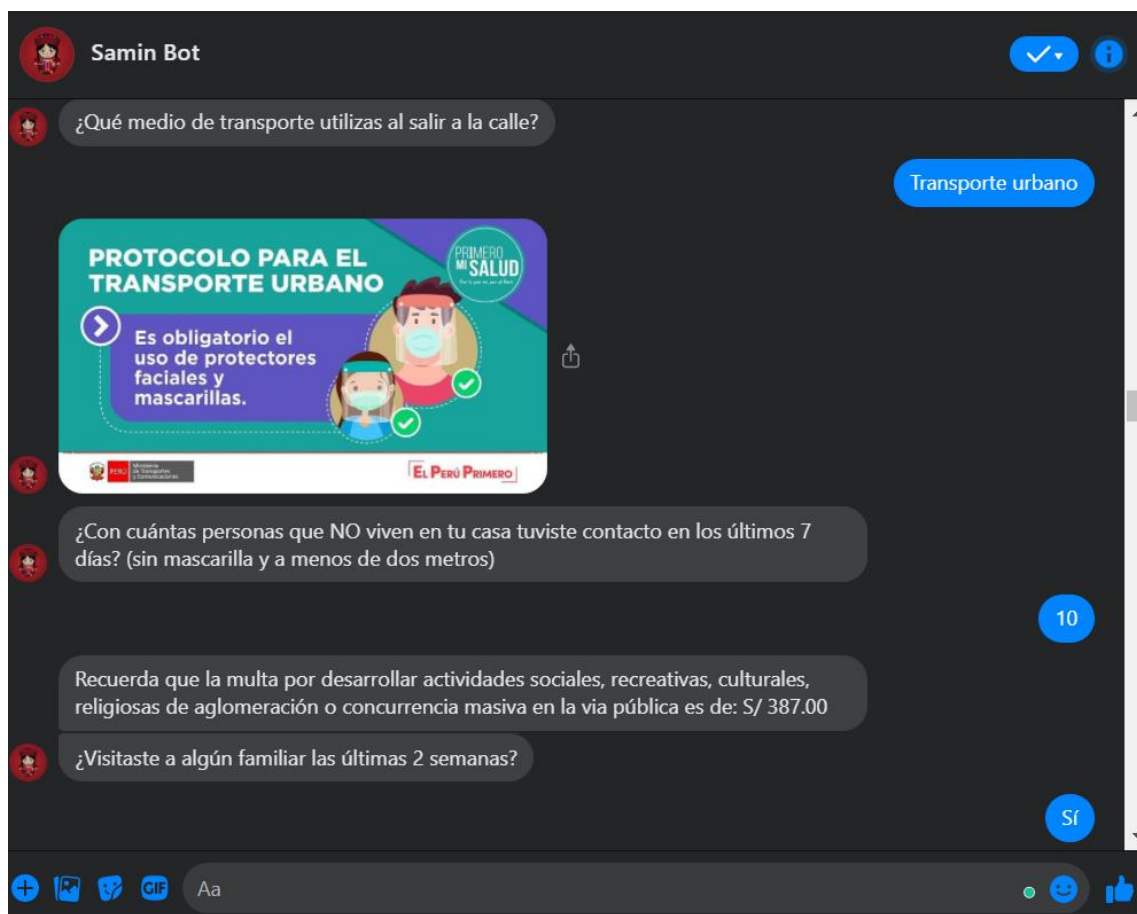 Samin Bot
¿Qué medio de transporte utilizas al salir a la calle?
Transporte urbano
PROTOCOLO PARA EL
TRANSPORTE URBANO
PRIMERO
MI SALUD
Es obligatorio el
uso de protectores
faciales y
mascarillas.
PERÚ
Ministerio
de Transportes
y Comunicaciones
EL PERÚ PRIMERO
¿Con cuántas personas que NO viven en tu casa tuviste contacto en los últimos 7
días? (sin mascarilla y a menos de dos metros)
10
Recuerda que la multa por desarrollar actividades sociales, recreativas, culturales,
religiosas de aglomeración o concurrencia masiva en la via pública es de: S/ 387.00
¿Visitaste a algún familiar las últimas 2 semanas?
Sí
GIF
Aa